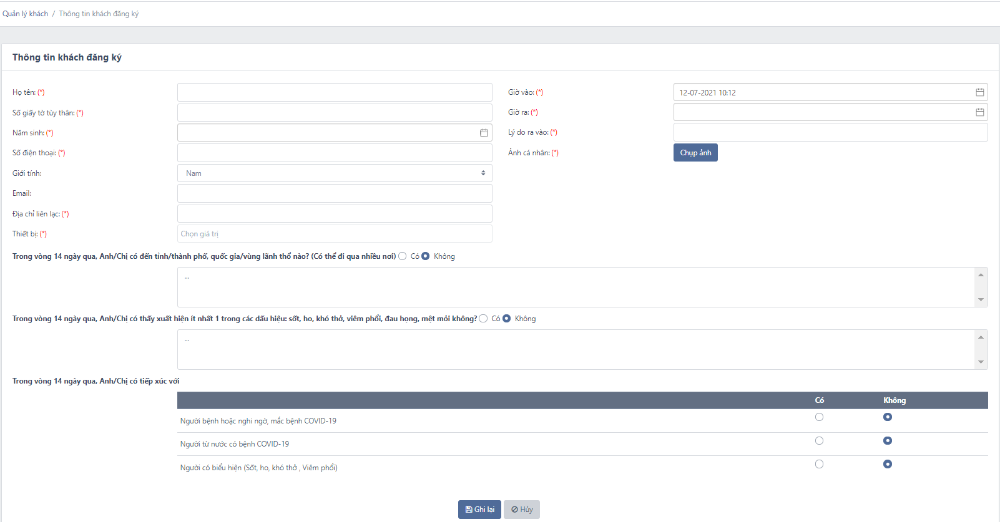 Quản lý khách / Thông tin khách đăng ký
Thông tin khách đăng ký
Họ tên: (*)
Số giấy tờ tùy thân: (*)
Năm sinh: (*)
Số điện thoại: (*)
Giới tính: Nam
Email:
Địa chỉ liên lạc: (*)
Thiết bị: (*) Chọn giá trị
Giờ vào: (*) 12-07-2021 10:12
Giờ ra: (*)
Lý do ra vào: (*)
Ảnh cá nhân: (*) Chụp ảnh
Trong vòng 14 ngày qua, Anh/Chị có đến tỉnh/thành phố, quốc gia/vùng lãnh thổ nào? (Có thể đi qua nhiều nơi) Có Không
...
Trong vòng 14 ngày qua, Anh/Chị có thấy xuất hiện ít nhất 1 trong các dấu hiệu: sốt, ho, khó thở, viêm phổi, đau họng, mệt mỏi không? Có Không
...
Trong vòng 14 ngày qua, Anh/Chị có tiếp xúc với
Có Không
Người bệnh hoặc nghi ngờ, mắc bệnh COVID-19
Người từ nước có bệnh COVID-19
Người có biểu hiện (Sốt, ho, khó thở , Viêm phổi)
Ghi lại Hủy